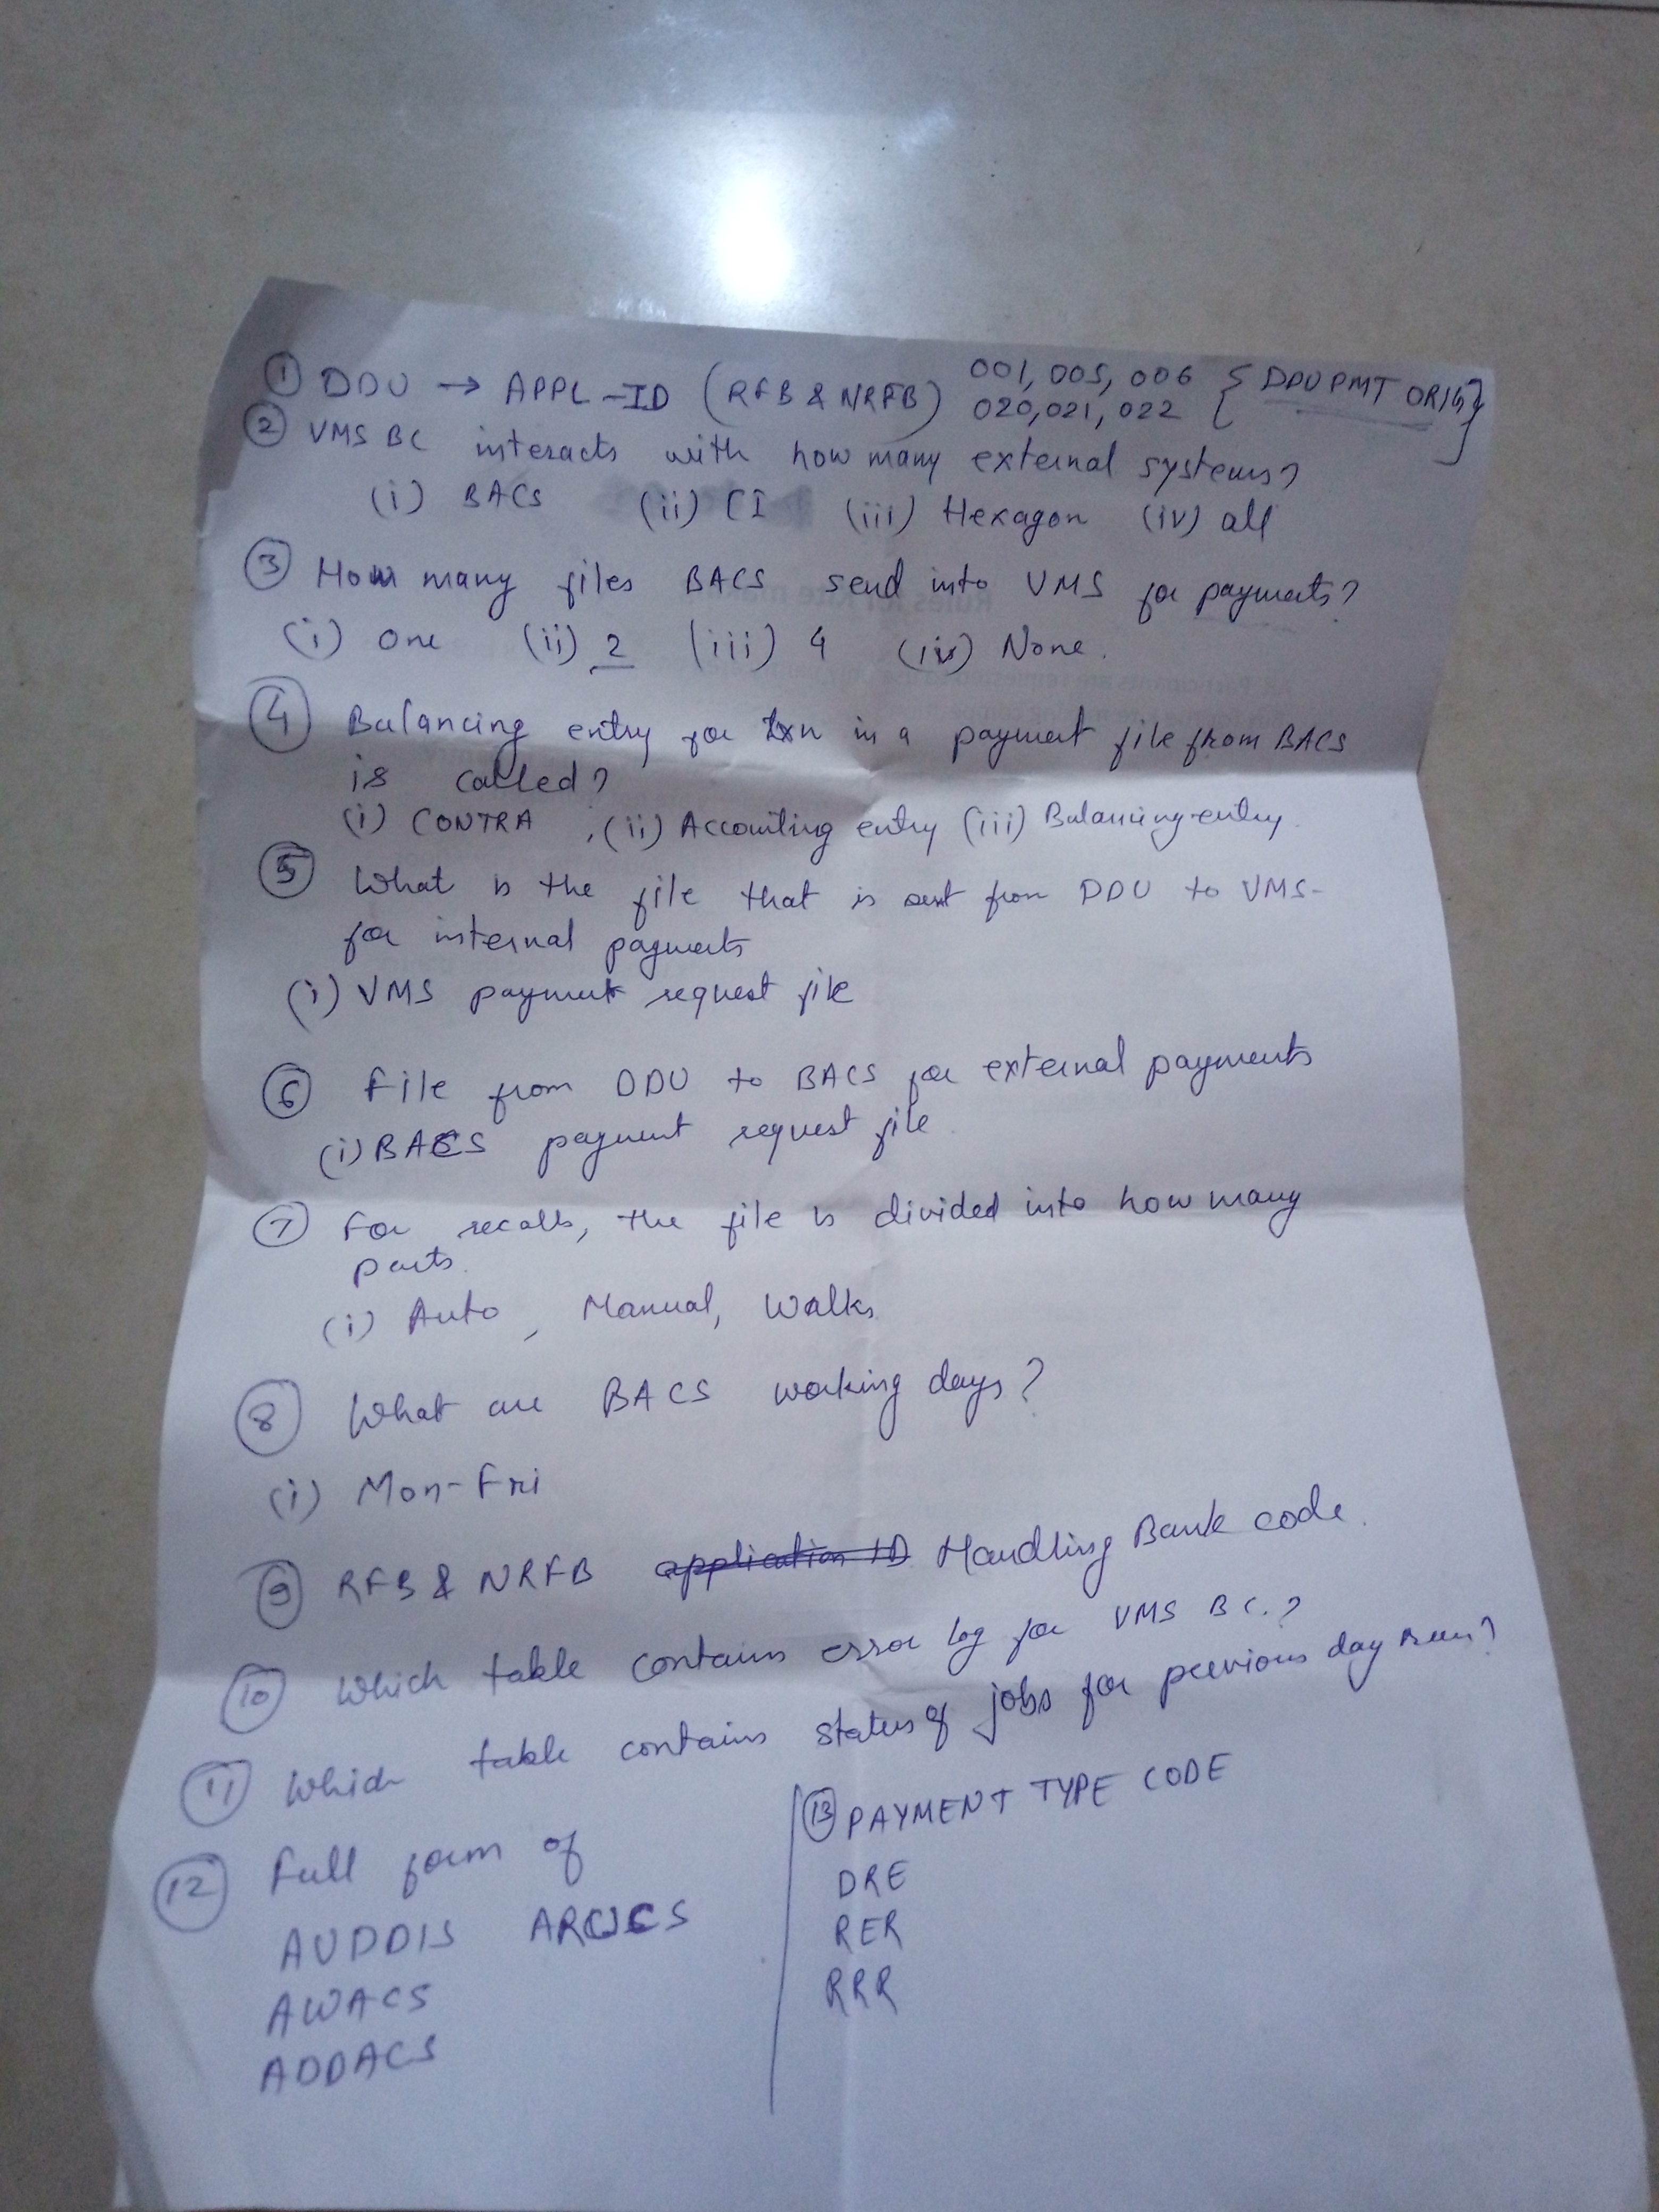 ① DDU → APPL-ID (RFB & NRFB) 001, 005, 006 { DDU PMT ORIG }
020, 021, 022
② VMS BC interacts with how many external systems?
(i) BACS (ii) CI (iii) Hexagon (iv) all
③ How many files BACS send into VMS for payments?
(i) one (ii) 2 (iii) 4 (iv) None.
④ Balancing entry for txn in a payment file from BACS
is called?
(i) CONTRA , (ii) Accounting entry (iii) Balancing entry.
⑤ What is the file that is sent from DDU to VMS-
for internal payments
(i) VMS payment request file
⑥ File from DDU to BACS for external payments
(i) BACS payment request file.
⑦ For recalls, the file is divided into how many
parts.
(i) Auto, Manual, Walks
⑧ What are BACS working days?
(i) Mon-Fri
⑨ RFB & NRFB application ID Handling Bank code.
⑩ Which table contains error log for VMS BC.?
⑪ Which table contains status of jobs for previous day run?
⑫ Full form of
AUDDIS ARUCS
AWACS
ADDACS
⑬ PAYMENT TYPE CODE
DRE
RER
RRR